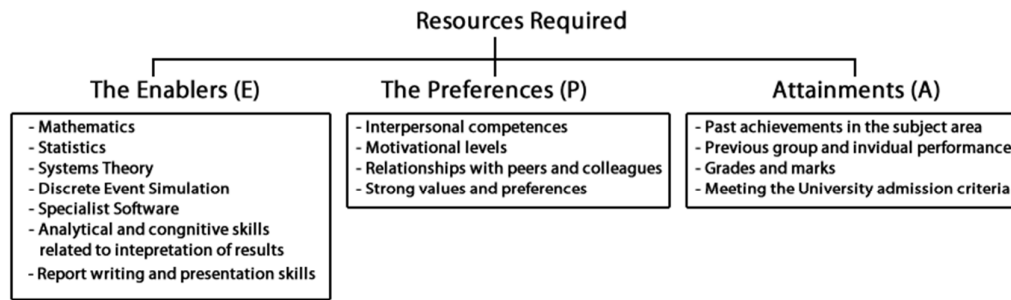 Resources Required
The Enablers (E)
- Mathematics
- Statistics
- Systems Theory
- Discrete Event Simulation
- Specialist Software
- Analytical and congnitive skills
related to intepretation of results
- Report writing and presentation skills
The Preferences (P)
- Interpersonal competences
- Motivational levels
- Relationships with peers and colleagues
- Strong values and preferences
Attainments (A)
- Past achievements in the subject area
- Previous group and invidual performance
- Grades and marks
- Meeting the University admission criteria